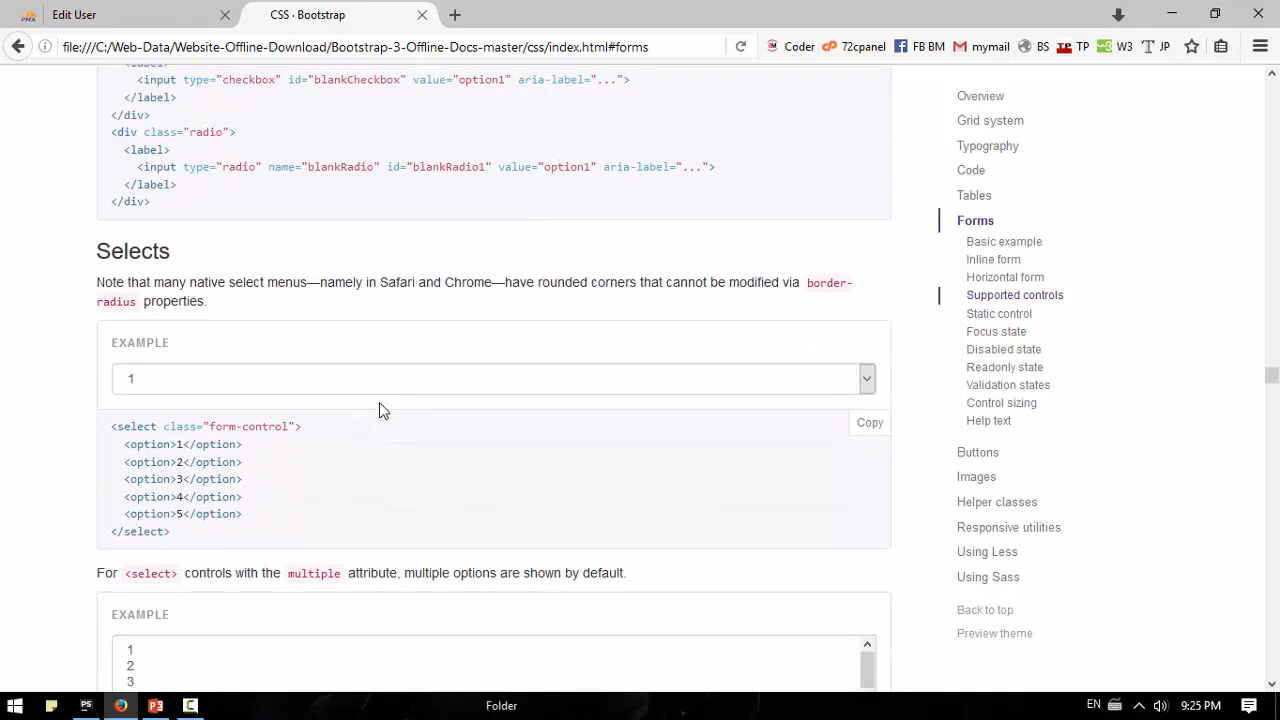 PMA Edit User
CSS · Bootstrap
file:///C:/Web-Data/Website-Offline-Download/Bootstrap-3-Offline-Docs-master/css/index.html#forms
Coder 72cpanel FB BM mymail BS TP TP W3 JP
<label>
<input type="checkbox" id="blankCheckbox" value="option1" aria-label="...">
</label>
</div>
<div class="radio">
<label>
<input type="radio" name="blankRadio" id="blankRadio1" value="option1" aria-label="...">
</label>
</div>
Selects
Note that many native select menus—namely in Safari and Chrome—have rounded corners that cannot be modified via border-
radius properties.
EXAMPLE
1
Copy
<select class="form-control">
<option>1</option>
<option>2</option>
<option>3</option>
<option>4</option>
<option>5</option>
</select>
For <select> controls with the multiple attribute, multiple options are shown by default.
EXAMPLE
1
2
3
Overview
Grid system
Typography
Code
Tables
Forms
Basic example
Inline form
Horizontal form
Supported controls
Static control
Focus state
Disabled state
Readonly state
Validation states
Control sizing
Help text
Buttons
Images
Helper classes
Responsive utilities
Using Less
Using Sass
Back to top
Preview theme
Folder
EN 9:25 PM